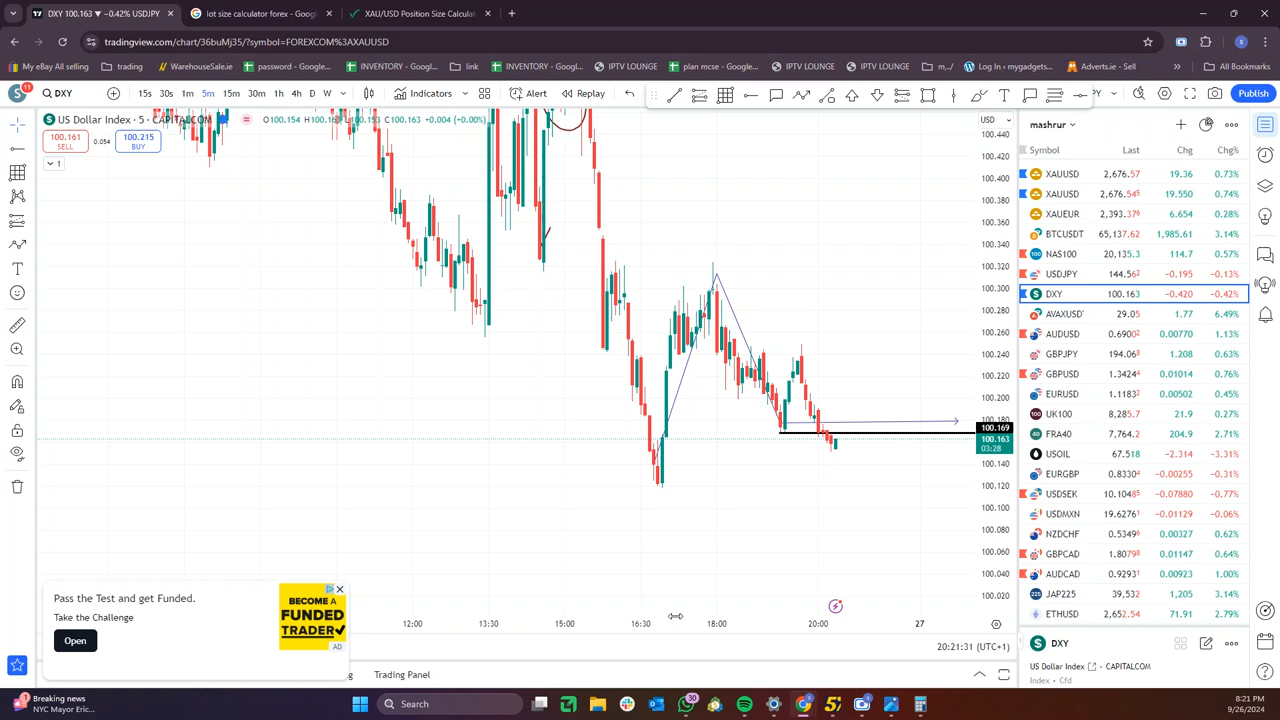 DXY 100.163 ▼ −0.42% USDJPY
lot size calculator forex - Google
XAU/USD Position Size Calcula
tradingview.com/chart/36buMj35/?symbol=FOREXCOM%3AXAUUSD
My eBay All selling
trading
WarehouseSale.ie
password - Google
INVENTORY - Google
link
INVENTORY - Google
IPTV LOUNGE
plan mcse - Google
IPTV LOUNGE
IPTV LOUNGE
Log In ‹ mygadgets
Adverts.ie – Sell
All Bookmarks
S 11
DXY
15s 30s 1m 5m 15m 30m 1h 4h D W
Indicators
Alert
Replay
Publish
US Dollar Index · 5 · CAPITALCOM
100.163 +0.004 (+0.00%)
100.161
SELL
0.054
100.215
BUY
1
USD
100.440
100.420
100.400
100.380
100.360
100.340
100.320
100.300
100.280
100.260
100.240
100.220
100.200
100.180
100.169
100.163
03:28
100.140
100.120
100.100
100.080
100.060
100.040
100.020
12:00 13:30 15:00 16:30 18:00 20:00 27
20:21:31 (UTC+1)
Pass the Test and get Funded.
Take the Challenge
Open
BECOME A
FUNDED
TRADER
AD
Trading Panel
mashrur
Symbol Last Chg Chg%
XAUUSD 2,676.57 19.36 0.73%
XAUUSD 2,676.54⁵ 19.550 0.74%
XAUEUR 2,393.37⁶ 6.654 0.28%
BTCUSDT 65,137.62 1,985.61 3.14%
NAS100 20,135.3 114.7 0.57%
USDJPY 144.56² −0.195 −0.13%
DXY 100.163 −0.420 −0.42%
AVAXUSD 29.05 1.77 6.49%
AUDUSD 0.6900² 0.00770 1.13%
GBPJPY 194.06⁸ 1.208 0.63%
GBPUSD 1.3424⁴ 0.01014 0.76%
EURUSD 1.1183² 0.00502 0.45%
UK100 8,285.7 21.9 0.27%
FRA40 7,764.2 204.9 2.71%
USOIL 67.518 −2.314 −3.31%
EURGBP 0.8330⁴ −0.00255 −0.31%
USDSEK 10.1048⁵ −0.07880 −0.77%
USDMXN 19.6276¹ −0.01129 −0.06%
NZDCHF 0.5349⁶ 0.00332 0.62%
GBPCAD 1.8079⁸ 0.01147 0.64%
AUDCAD 0.9293¹ 0.00923 1.00%
JAP225 39,532 1,205 3.14%
ETHUSD 2,652.54 71.91 2.79%
DXY
US Dollar Index · CAPITALCOM
Index · Cfd
Breaking news
NYC Mayor Eric...
Search
30
8:21 PM
9/26/2024